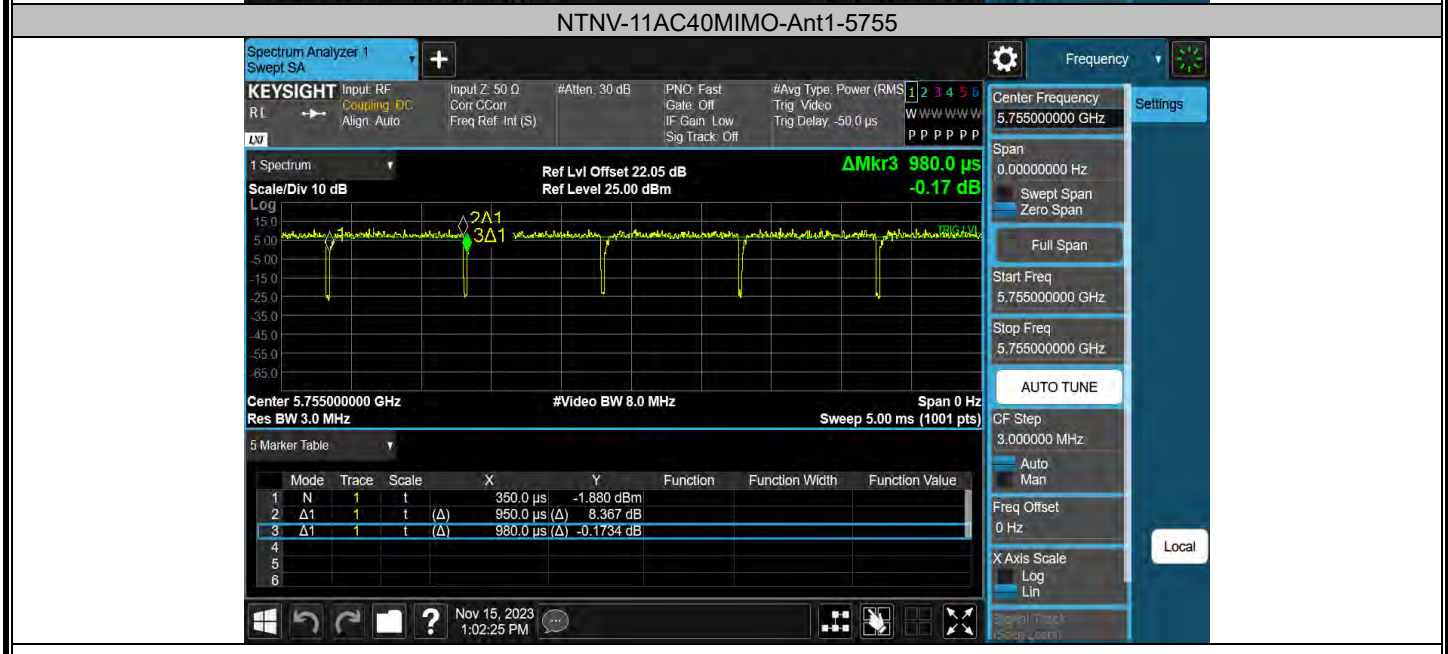 NTNV-11AC40MIMO-Ant1-5755
Spectrum Analyzer 1
Swept SA
+
Frequency
KEYSIGHT
RL
LXI
Input: RF
Coupling: DC
Align: Auto
Input Z: 50 Ω
Corr CCorr
Freq Ref: Int (S)
#Atten: 30 dB
PNO: Fast
Gate: Off
IF Gain: Low
Sig Track: Off
#Avg Type: Power (RMS
Trig: Video
Trig Delay: -50.0 µs
1 2 3 4 5 6
W W W W W W
P P P P P P
Center Frequency
5.755000000 GHz
Settings
1 Spectrum
Scale/Div 10 dB
Ref Lvl Offset 22.05 dB
Ref Level 25.00 dBm
ΔMkr3 980.0 µs
-0.17 dB
Log
15.0
5.00
-5.00
-15.0
-25.0
-35.0
-45.0
-55.0
-65.0
1
2Δ1
3Δ1
TRIG LVL
Center 5.755000000 GHz
Res BW 3.0 MHz
#Video BW 8.0 MHz
Span 0 Hz
Sweep 5.00 ms (1001 pts)
Span
0.00000000 Hz
Swept Span
Zero Span
Full Span
Start Freq
5.755000000 GHz
Stop Freq
5.755000000 GHz
AUTO TUNE
CF Step
3.000000 MHz
Auto
Man
Freq Offset
0 Hz
X Axis Scale
Log
Lin
Signal Track
(Span Zoom)
Local
5 Marker Table
Mode Trace Scale X Y Function Function Width Function Value
1 N 1 t 350.0 µs -1.880 dBm
2 Δ1 1 t (Δ) 950.0 µs (Δ) 8.367 dB
3 Δ1 1 t (Δ) 980.0 µs (Δ) -0.1734 dB
4
5
6
?
Nov 15, 2023
1:02:25 PM